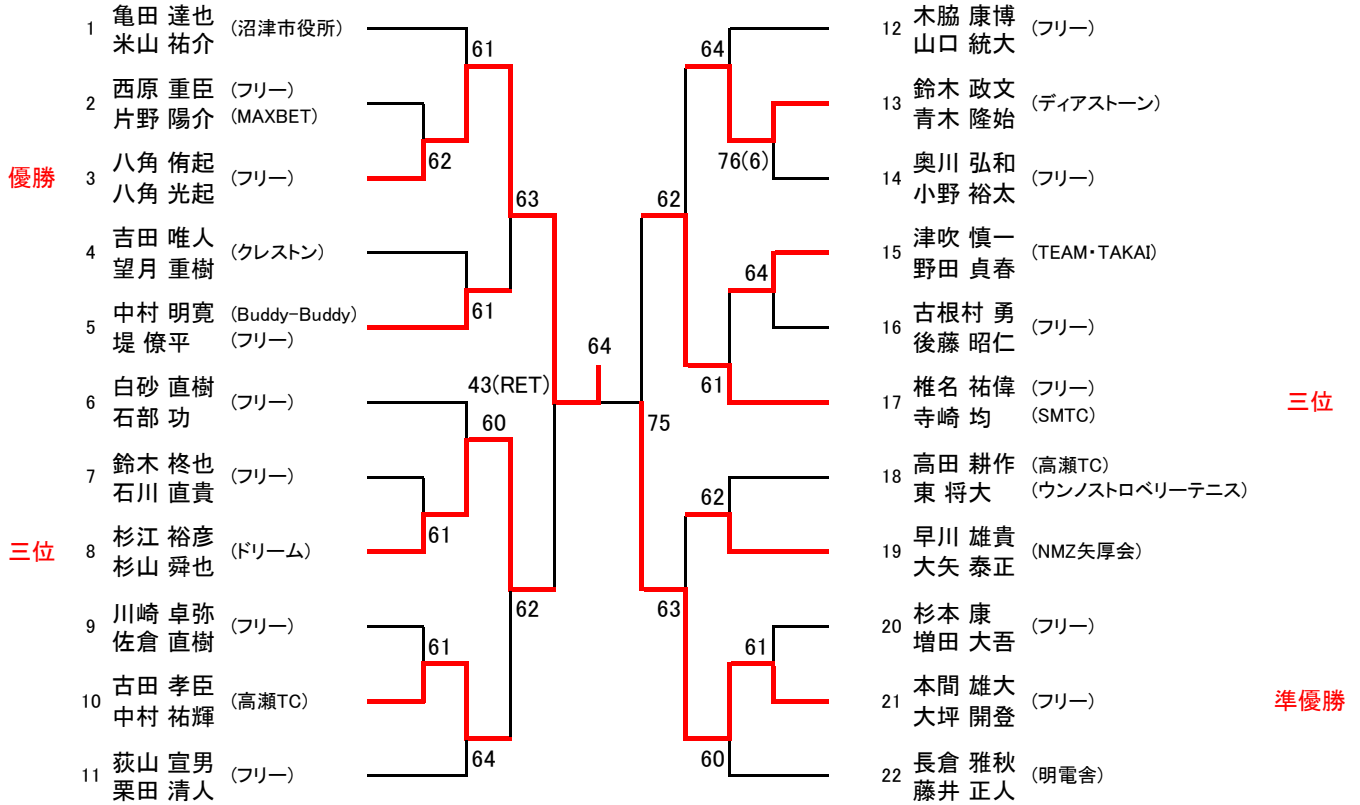 1 亀田 達也 (沼津市役所)
米山 祐介
61
2 西原 重臣 (フリー)
片野 陽介 (MAXBET)
62
優勝 3 八角 侑起 (フリー)
八角 光起
63
4 吉田 唯人 (クレストン)
望月 重樹
5 中村 明寛 (Buddy-Buddy)
堤 僚平 (フリー)
61
64
43(RET)
6 白砂 直樹 (フリー)
石部 功
60
7 鈴木 柊也 (フリー)
石川 直貴
61
三位 8 杉江 裕彦 (ドリーム)
杉山 舜也
62
9 川崎 卓弥 (フリー)
佐倉 直樹
61
10 古田 孝臣 (高瀬TC)
中村 祐輝
64
11 荻山 宣男 (フリー)
栗田 清人
12 木脇 康博 (フリー)
山口 統大
64
13 鈴木 政文 (ディアストーン)
青木 隆始
76(6)
14 奥川 弘和 (フリー)
小野 裕太
62
15 津吹 慎一 (TEAM・TAKAI)
野田 貞春
64
16 古根村 勇 (フリー)
後藤 昭仁
61
17 椎名 祐偉 (フリー)
寺崎 均 (SMTC)
三位
75
18 高田 耕作 (高瀬TC)
東 将大 (ウンノストロベリーテニス)
62
19 早川 雄貴 (NMZ矢厚会)
大矢 泰正
63
20 杉本 康 (フリー)
増田 大吾
61
21 本間 雄大 (フリー)
大坪 開登
準優勝
60
22 長倉 雅秋 (明電舎)
藤井 正人